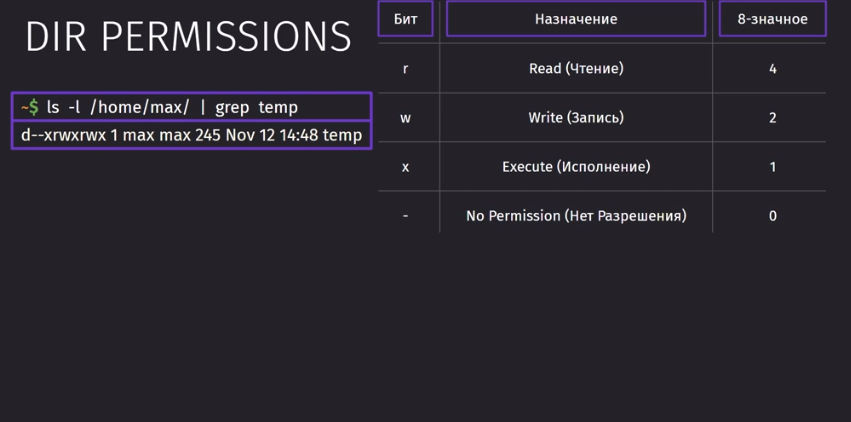 DIR PERMISSIONS
~$ ls -l /home/max/ | grep temp
d--xrwxrwx 1 max max 245 Nov 12 14:48 temp
Бит Назначение 8-значное
r Read (Чтение) 4
w Write (Запись) 2
x Execute (Исполнение) 1
- No Permission (Нет Разрешения) 0